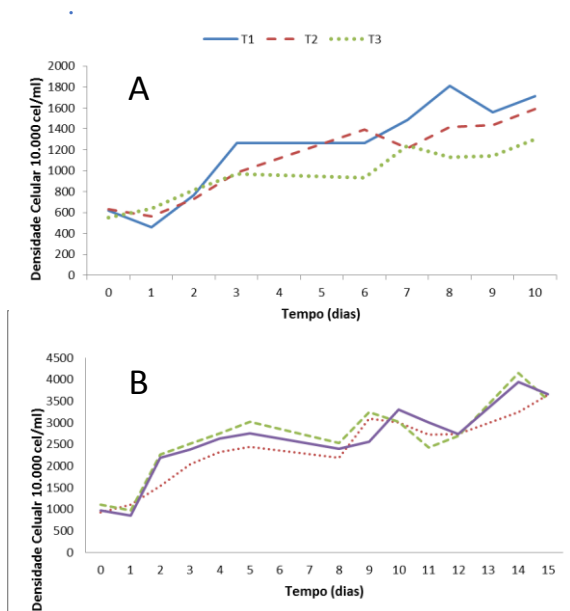 T1 T2 T3
A
Densidade Celular 10.000 cel/ml)
2000
1800
1600
1400
1200
1000
800
600
400
200
0
0 1 2 3 4 5 6 7 8 9 10
Tempo (dias)
B
Densidade Celualr 10.000 cel/ml)
4500
4000
3500
3000
2500
2000
1500
1000
500
0
0 1 2 3 4 5 6 7 8 9 10 11 12 13 14 15
Tempo (dias)